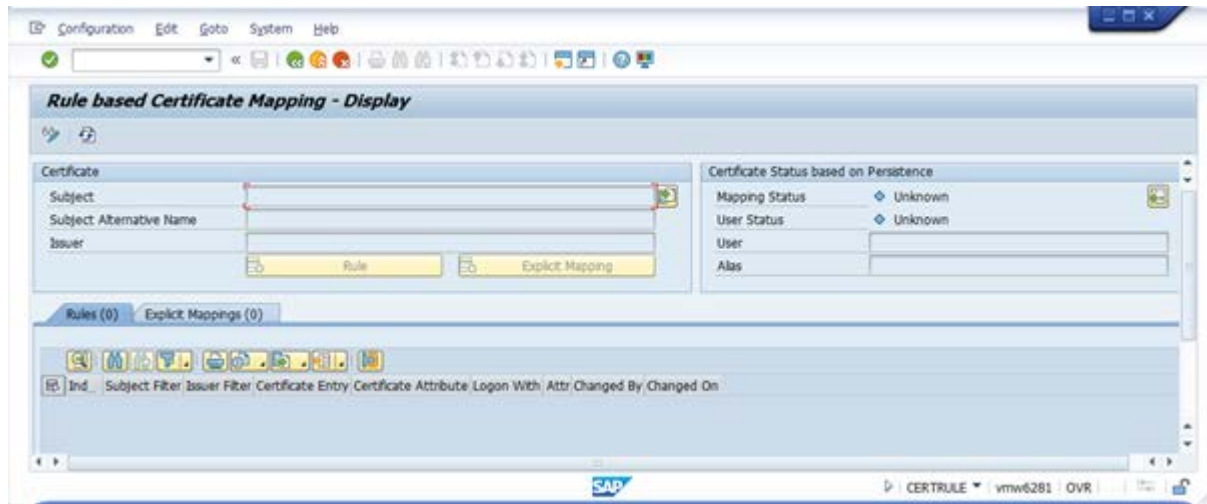 Configuration Edit Goto System Help
Rule based Certificate Mapping - Display
Certificate
Subject
Subject Alternative Name
Issuer
Rule Explicit Mapping
Certificate Status based on Persistence
Mapping Status Unknown
User Status Unknown
User
Alias
Rules (0) Explicit Mappings (0)
Ind_ Subject Filter Issuer Filter Certificate Entry Certificate Attribute Logon With Attr Changed By Changed On
SAP
CERTRULE vmw6281 OVR